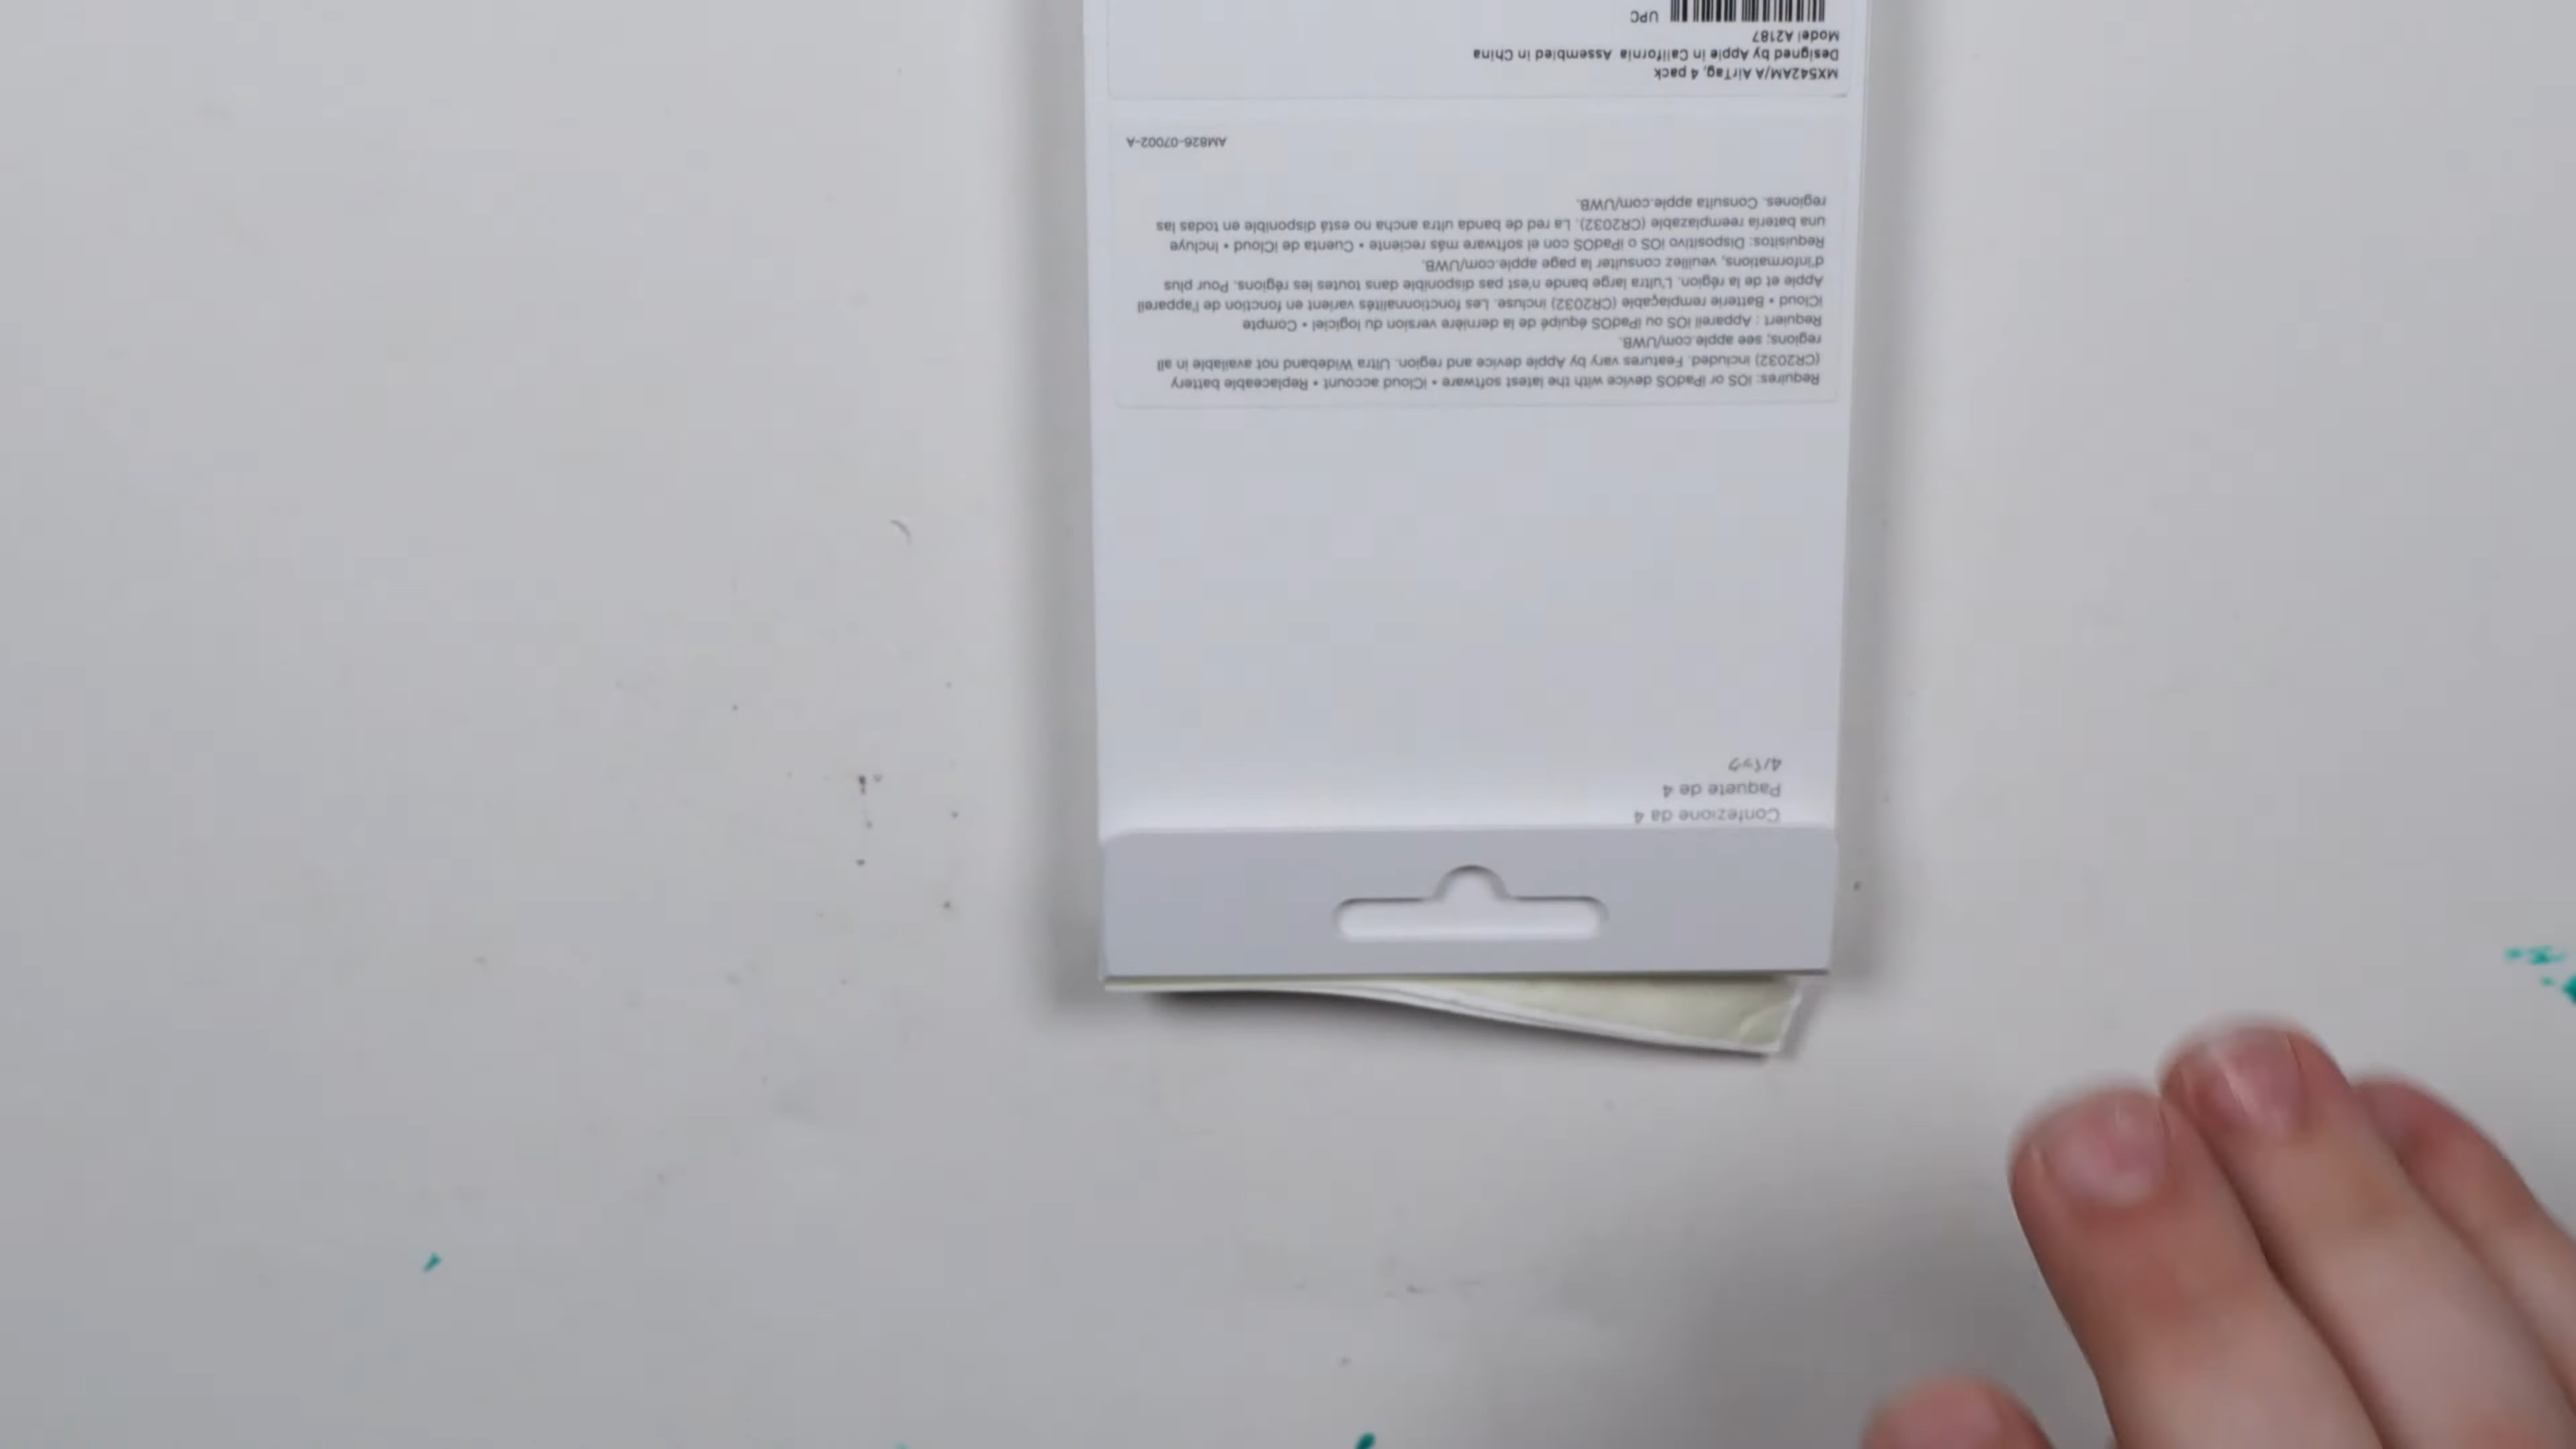 Confezione da 4
Paquete de 4
4パック
Requires: iOS or iPadOS device with the latest software • iCloud account • Replaceable battery
(CR2032) included. Features vary by Apple device and region. Ultra Wideband not available in all
regions; see apple.com/UWB.
Requiert : Appareil iOS ou iPadOS équipé de la dernière version du logiciel • Compte
iCloud • Batterie remplaçable (CR2032) incluse. Les fonctionnalités varient en fonction de l'appareil
Apple et de la région. L'ultra large bande n'est pas disponible dans toutes les régions. Pour plus
d'informations, veuillez consulter la page apple.com/UWB.
Requisitos: Dispositivo iOS o iPadOS con el software más reciente • Cuenta de iCloud • Incluye
una batería reemplazable (CR2032). La red de banda ultra ancha no está disponible en todas las
regiones. Consulta apple.com/UWB.
AM826-07002-A
MX542AM/A AirTag, 4 pack
Designed by Apple in California Assembled in China
Model A2187
UPC